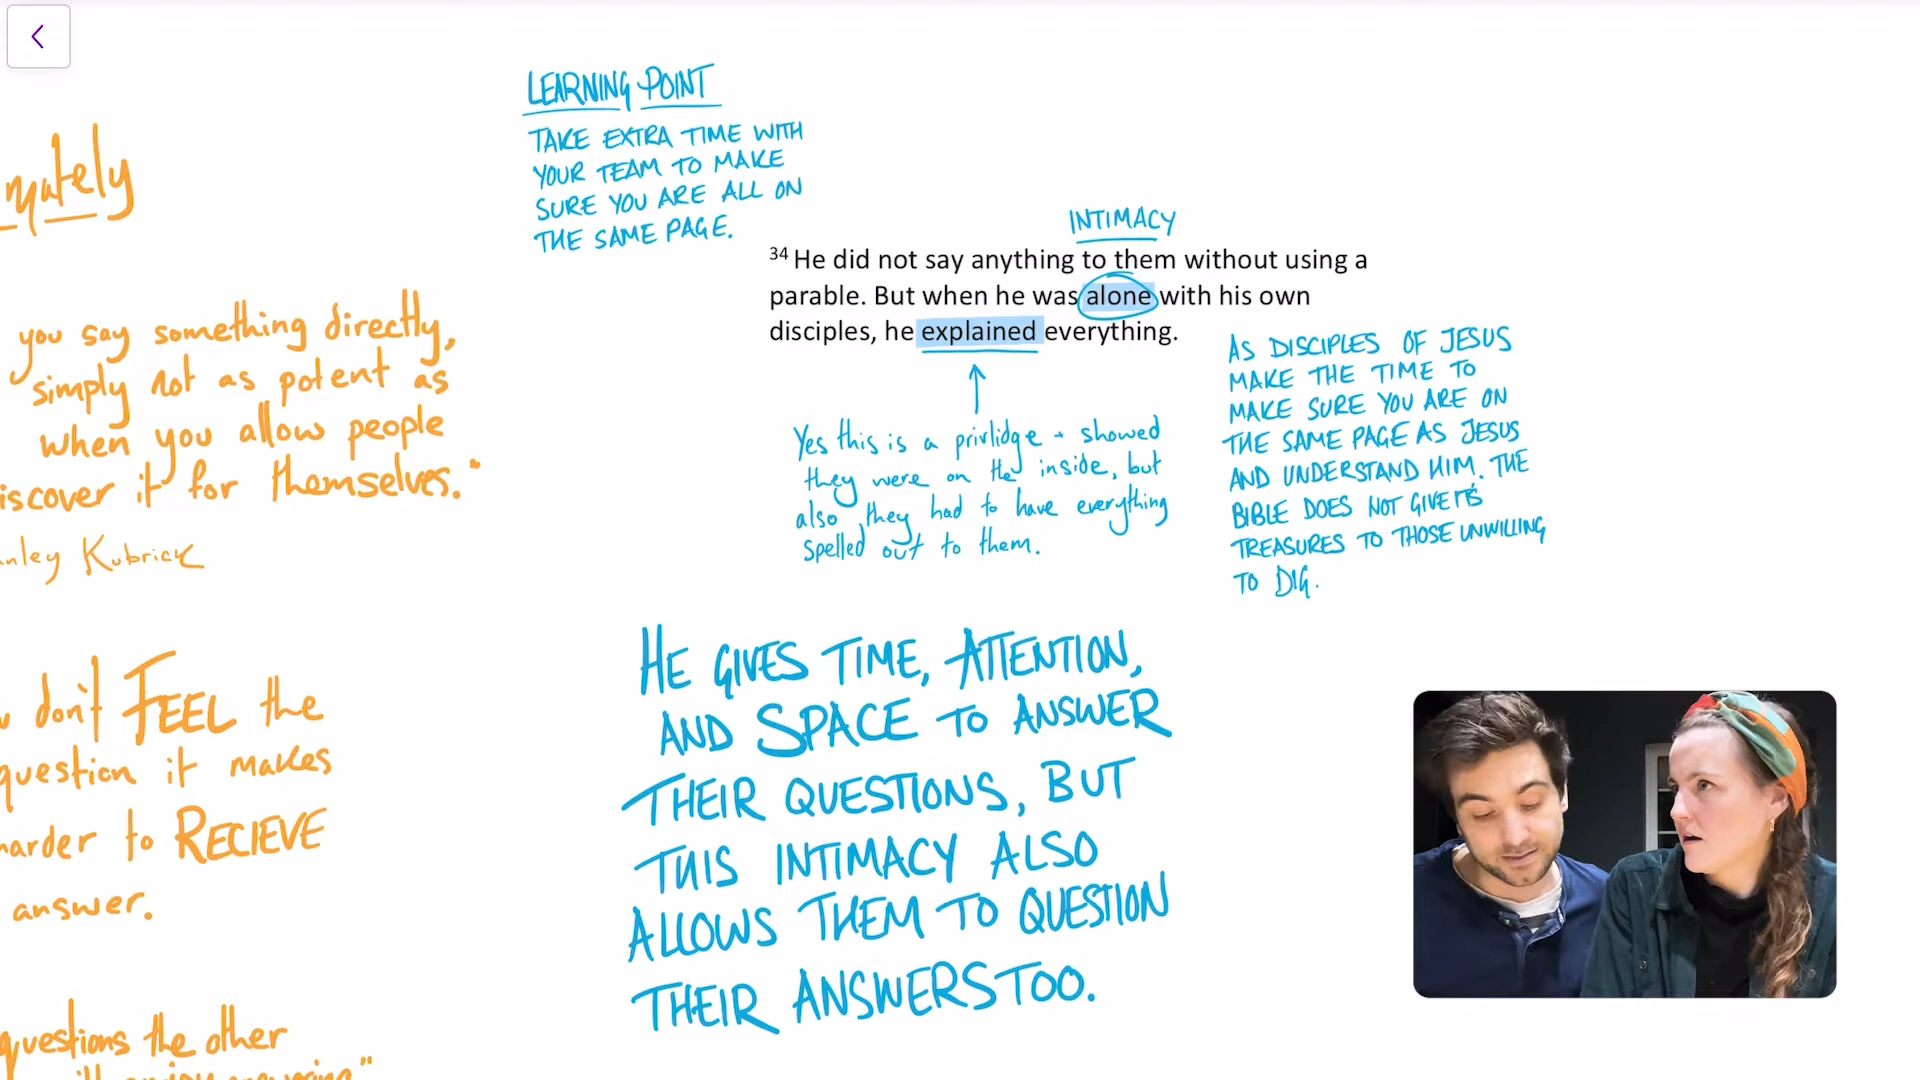 mately
you say something directly,
simply not as potent as
when you allow people
iscover it for themselves."
nley Kubrick
don't FEEL the
question it makes
harder to RECIEVE
answer.
questions the other
LEARNING POINT
TAKE EXTRA TIME WITH
YOUR TEAM TO MAKE
SURE YOU ARE ALL ON
THE SAME PAGE.
INTIMACY
34 He did not say anything to them without using a
parable. But when he was alone with his own
disciples, he explained everything.
Yes this is a privlidge + showed
they were on the inside, but
also they had to have everything
spelled out to them.
AS DISCIPLES OF JESUS
MAKE THE TIME TO
MAKE SURE YOU ARE ON
THE SAME PAGE AS JESUS
AND UNDERSTAND HIM. THE
BIBLE DOES NOT GIVE ITS
TREASURES TO THOSE UNWILLING
TO DIG.
HE GIVES TIME, ATTENTION,
AND SPACE TO ANSWER
THEIR QUESTIONS, BUT
THIS INTIMACY ALSO
ALLOWS THEM TO QUESTION
THEIR ANSWERS TOO.